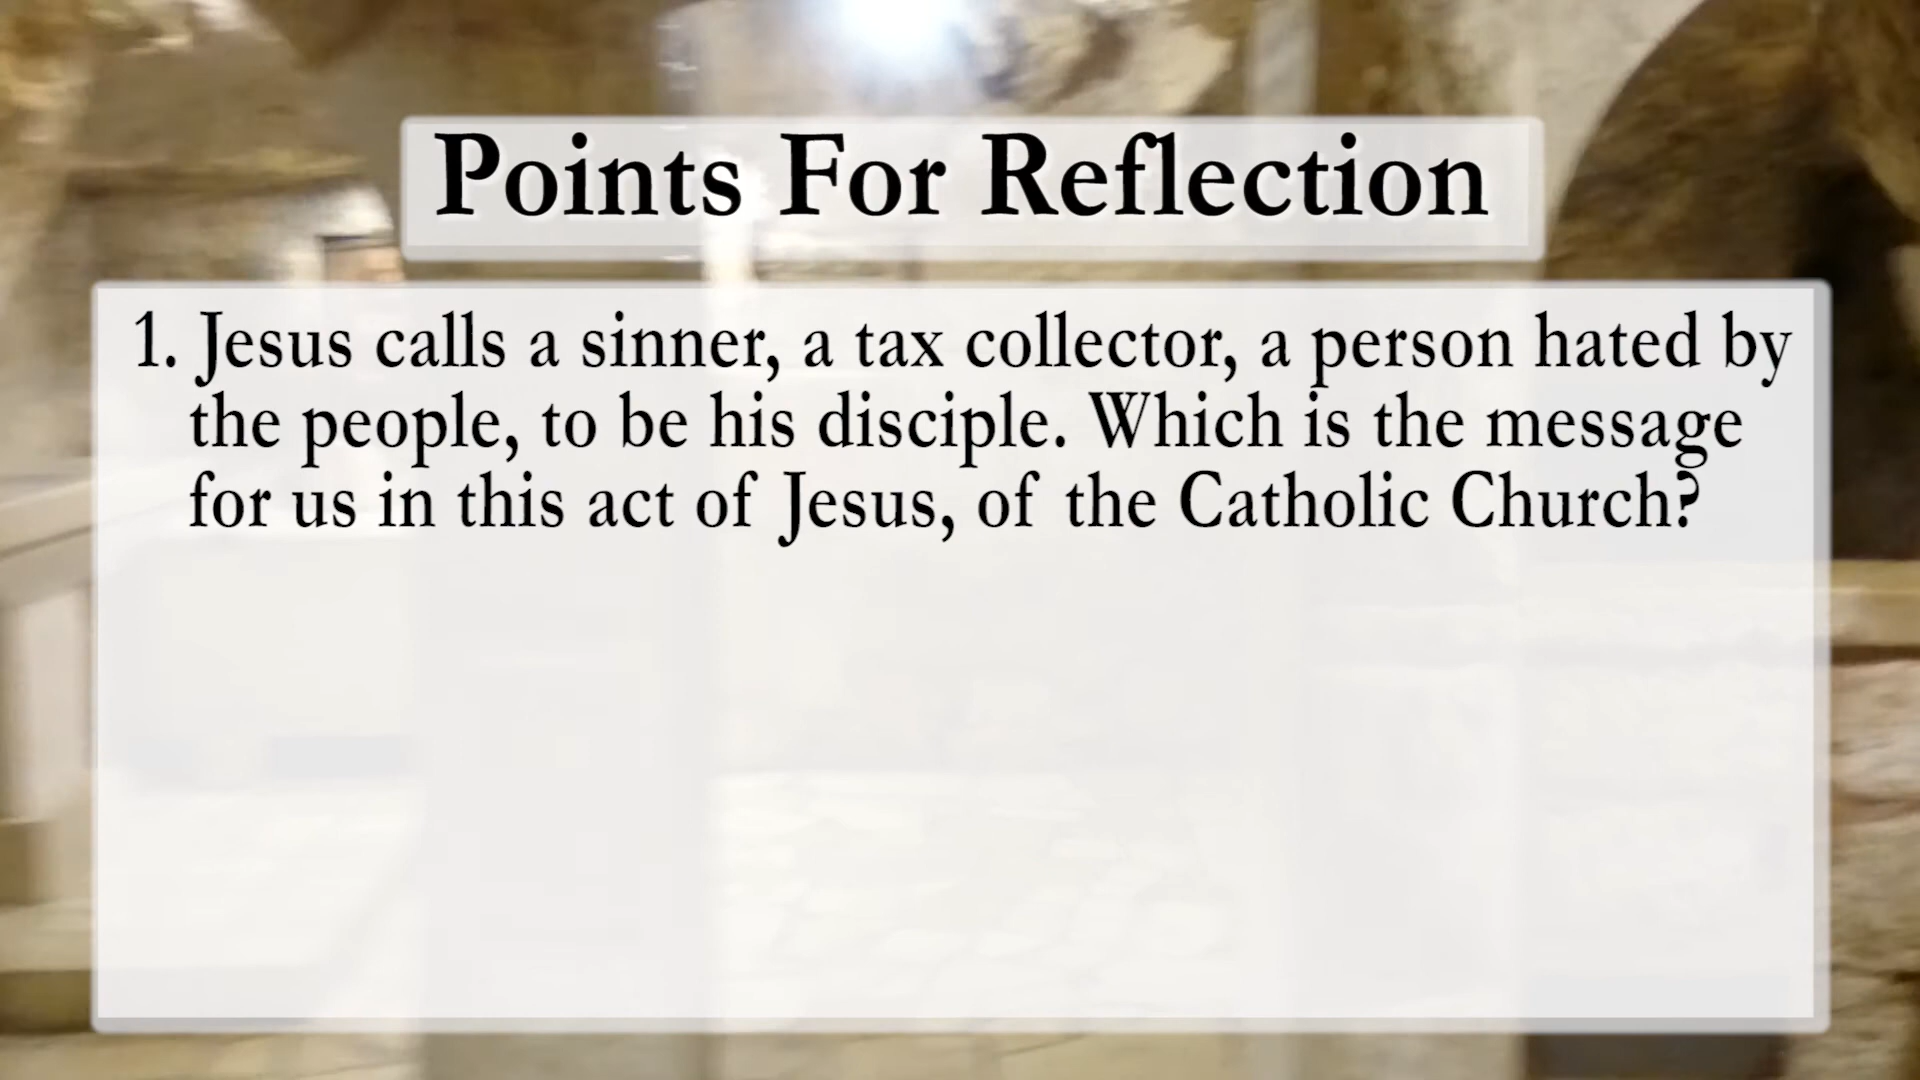 Points For Reflection
1. Jesus calls a sinner, a tax collector, a person hated by
the people, to be his disciple. Which is the message
for us in this act of Jesus, of the Catholic Church?